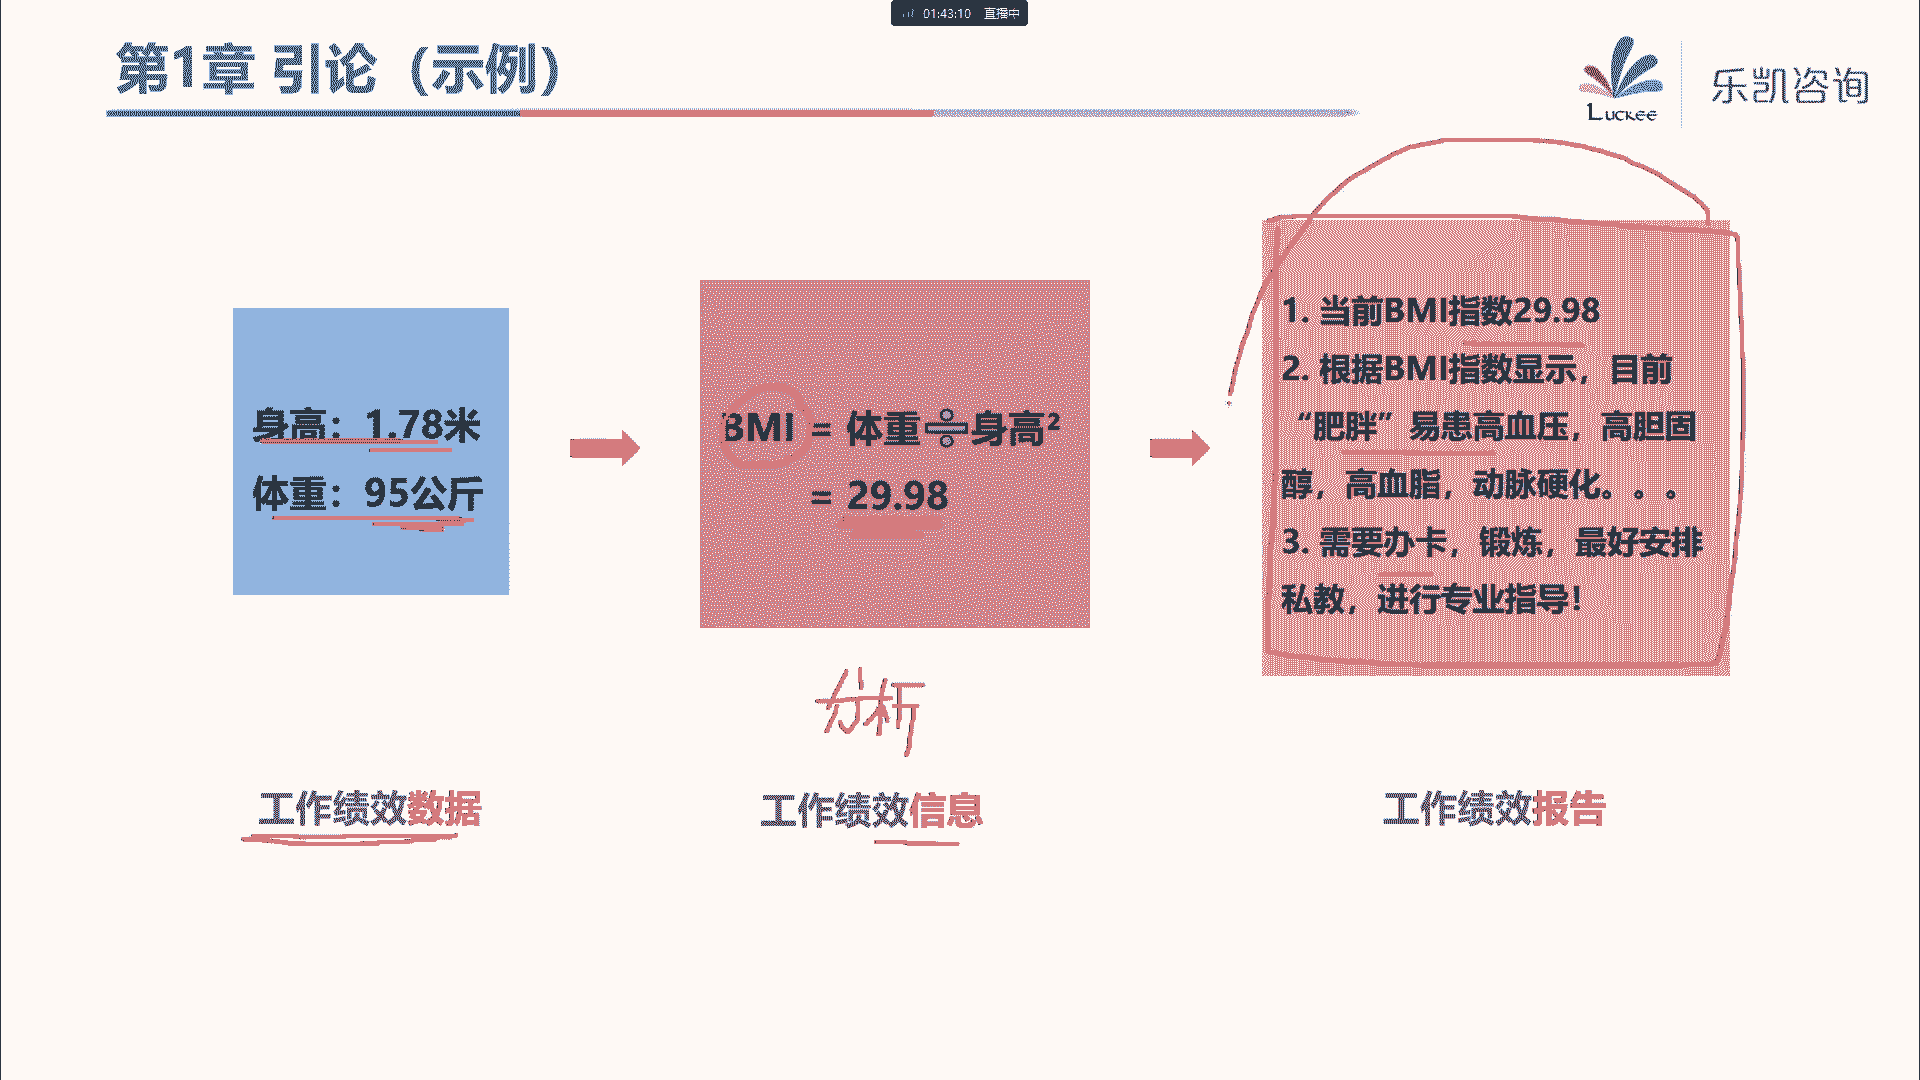 01:43:10 直播中
第1章 引论（示例）
Luckee
乐凯咨询
身高：1.78米
体重：95公斤
BMI = 体重÷身高²
= 29.98
1. 当前BMI指数29.98
2. 根据BMI指数显示，目前
“肥胖”易患高血压，高胆固
醇，高血脂，动脉硬化。。。
3. 需要办卡，锻炼，最好安排
私教，进行专业指导！
分析
工作绩效数据
工作绩效信息
工作绩效报告